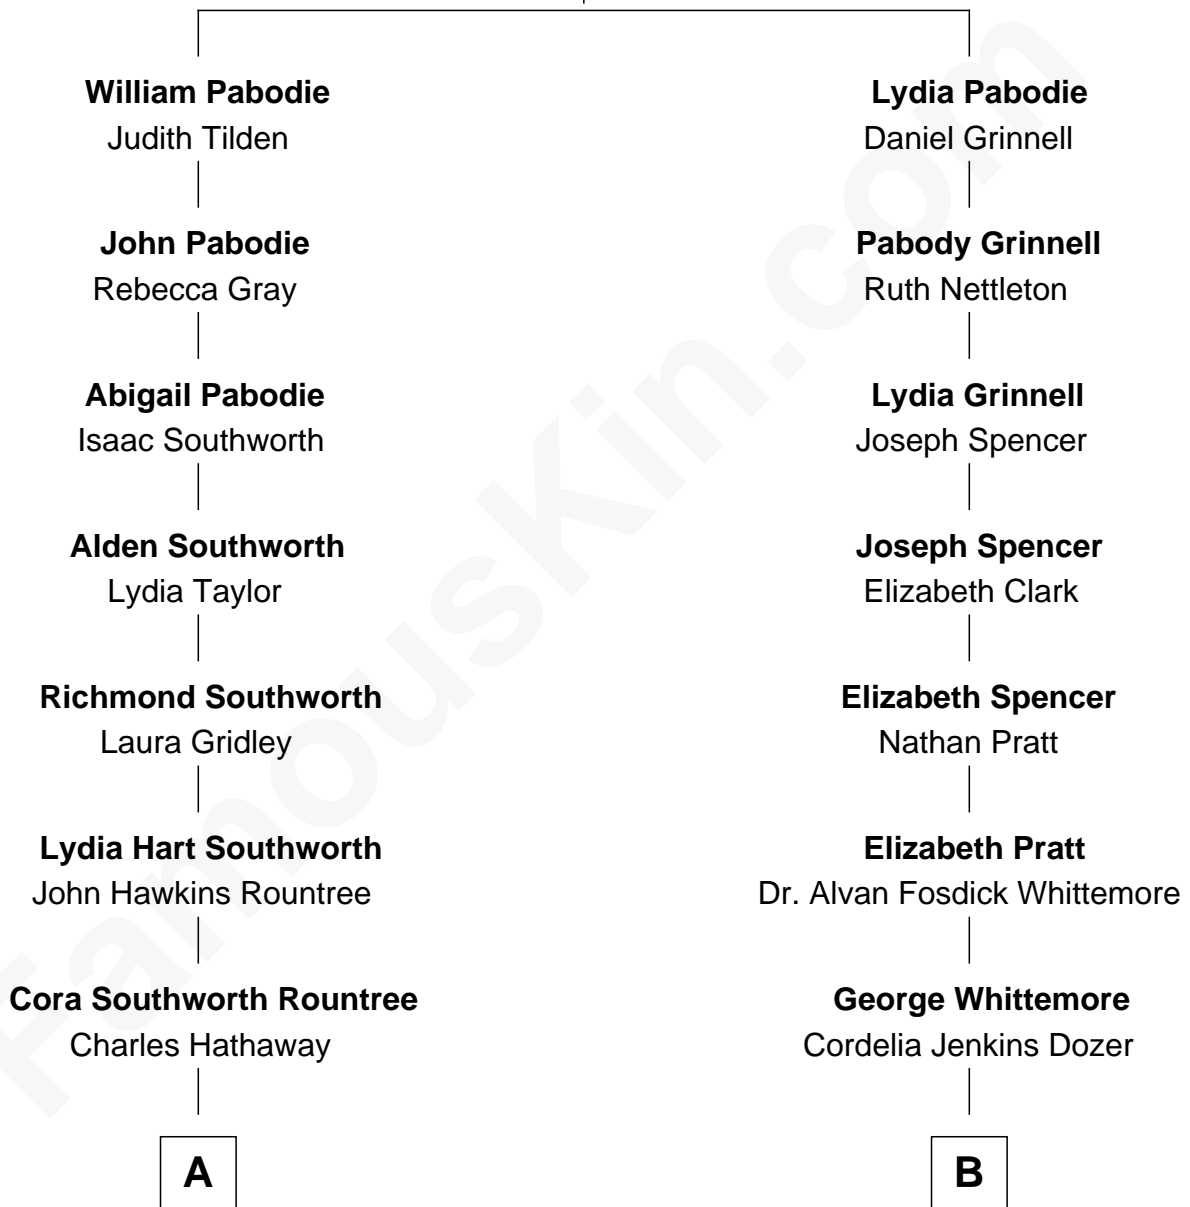 William Pabodie
Judith Tilden
Lydia Pabodie
Daniel Grinnell
John Pabodie
Rebecca Gray
Pabody Grinnell
Ruth Nettleton
Abigail Pabodie
Isaac Southworth
Lydia Grinnell
Joseph Spencer
Alden Southworth
Lydia Taylor
Joseph Spencer
Elizabeth Clark
Richmond Southworth
Laura Gridley
Elizabeth Spencer
Nathan Pratt
Lydia Hart Southworth
John Hawkins Rountree
Elizabeth Pratt
Dr. Alvan Fosdick Whittemore
Cora Southworth Rountree
Charles Hathaway
George Whittemore
Cordelia Jenkins Dozer
A
B
FamousKin.com